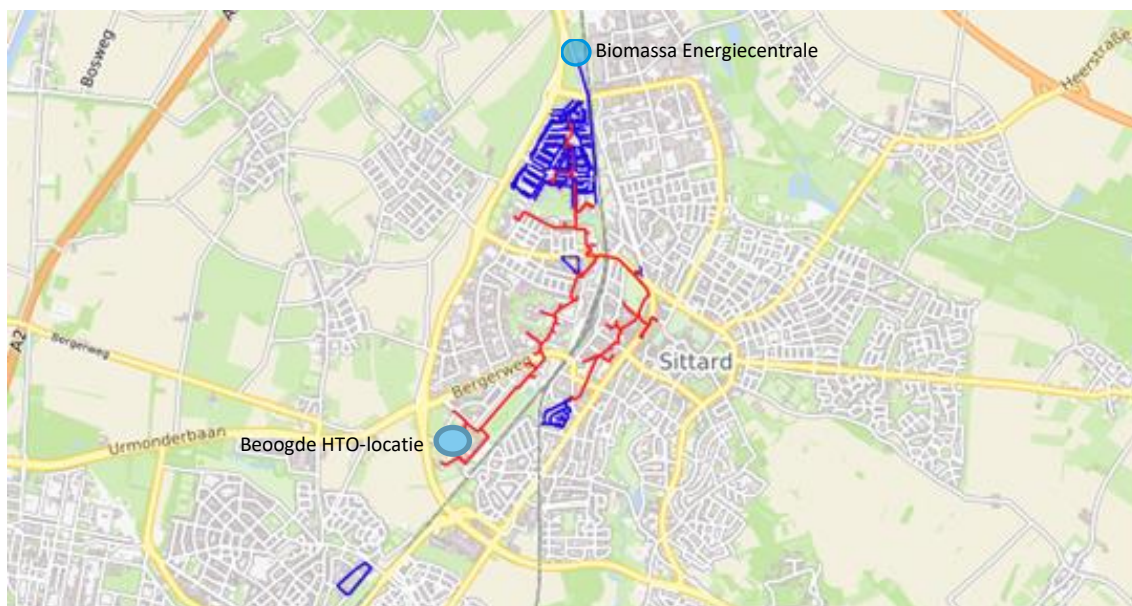 Biomassa Energiecentrale
Bosweg
Heerstraße
A2
Bergerweg
Sittard
Bergerweg
Urmonderbaan
Beoogde HTO-locatie